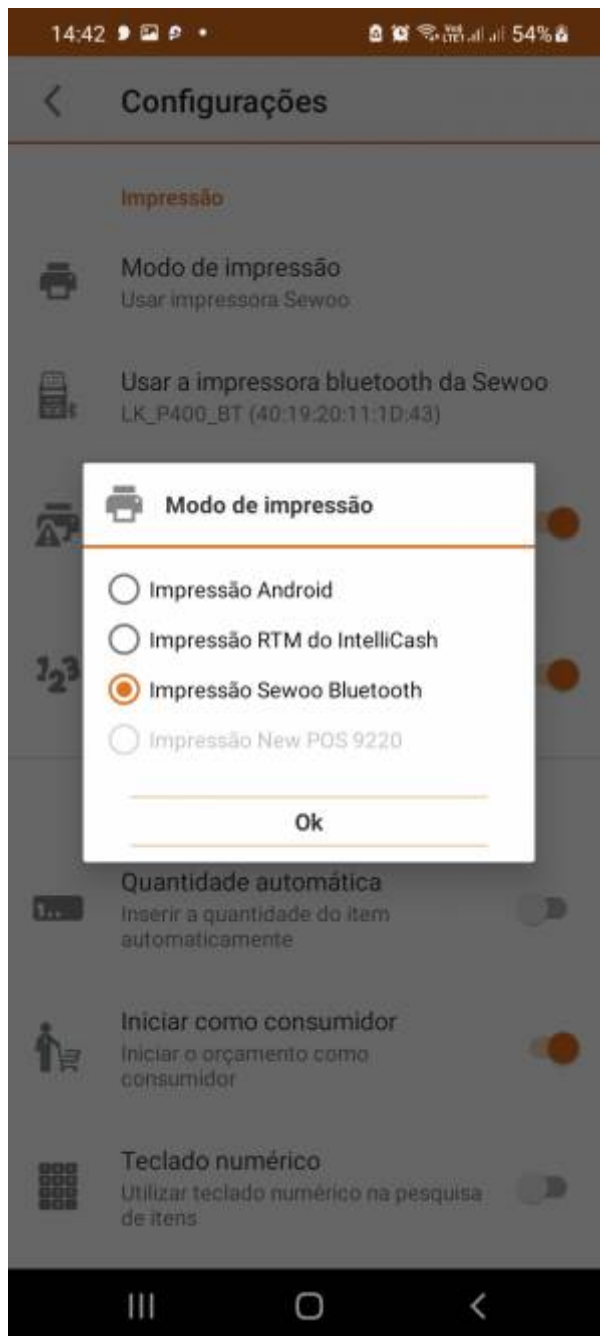 14:42
54%
Configurações
Impressão
Modo de impressão
Usar impressora Sewoo
Usar a impressora bluetooth da Sewoo
LK_P400_BT (40:19:20:11:1D:43)
Modo de impressão
Impressão Android
Impressão RTM do IntelliCash
123
Impressão Sewoo Bluetooth
Impressão New POS 9220
Ok
Quantidade automática
1..
Inserir a quantidade do item
automaticamente
Iniciar como consumidor
Iniciar o orçamento como
consumidor
Teclado numérico
Utilizar teclado numérico na pesquisa
de itens